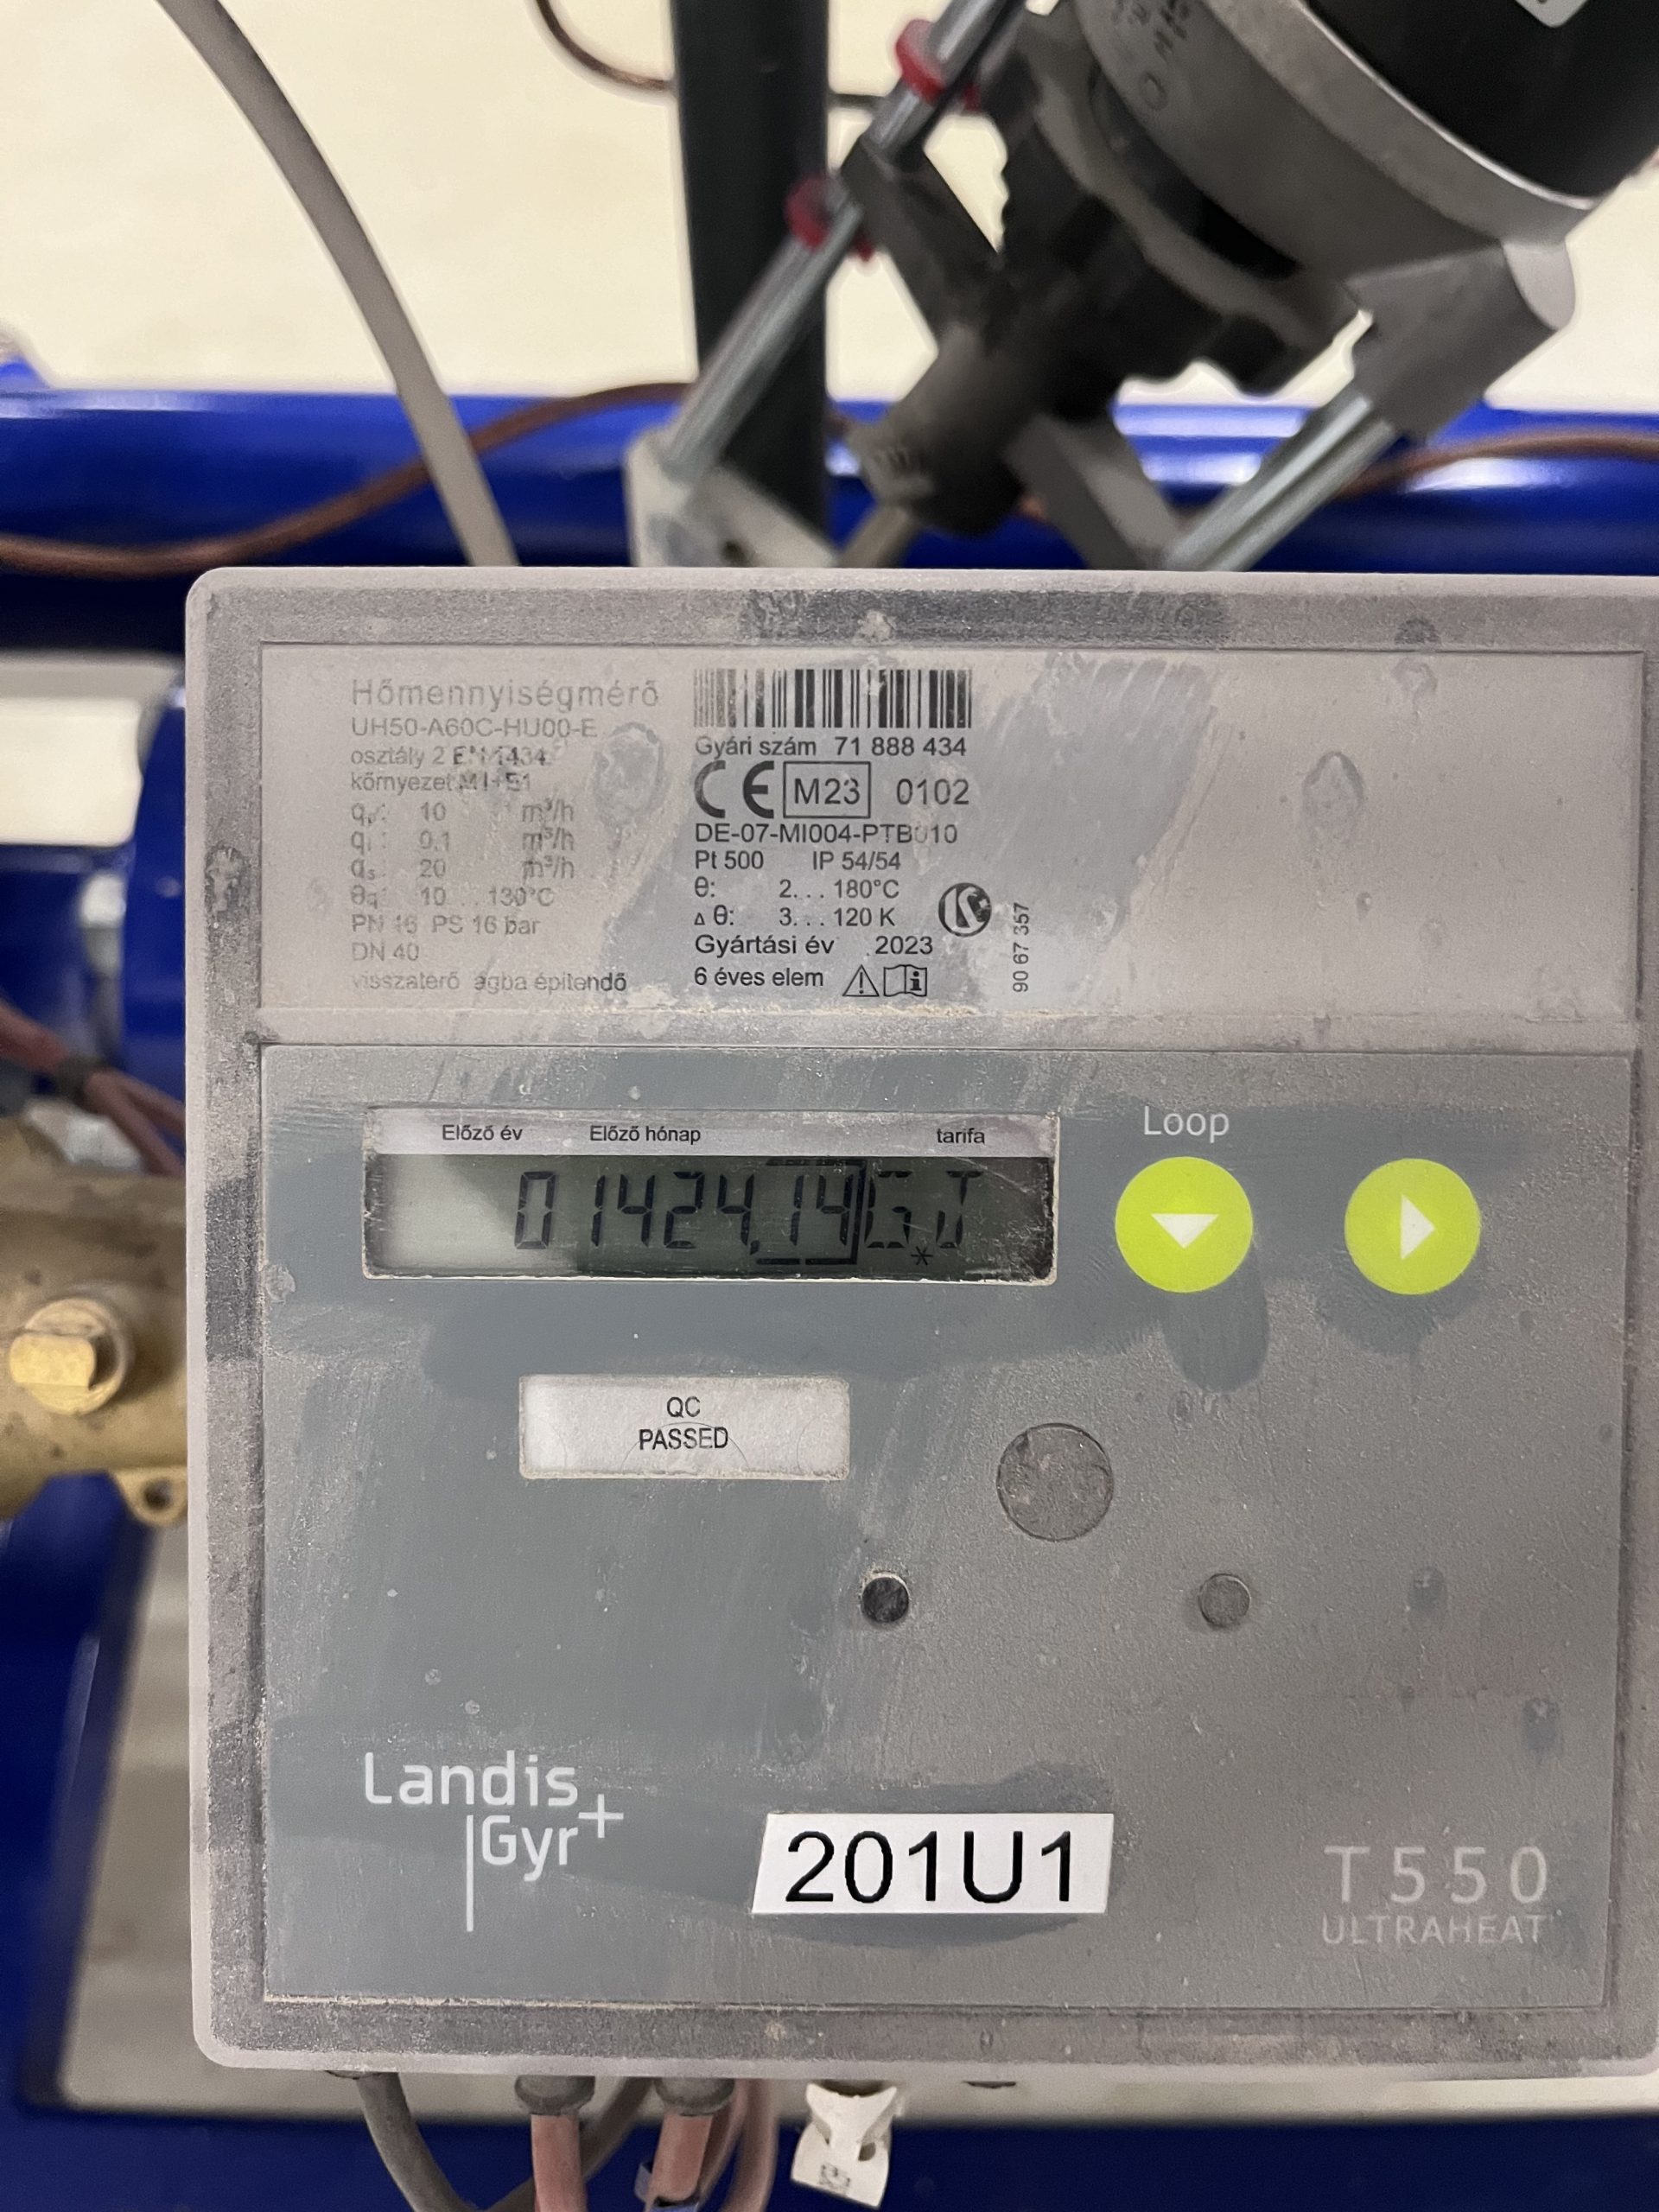 Hőmennyiségmérő
UH50-A60C-HU00-E
osztály 2 EN 1434
környezet M I+E1
qp: 10 m³/h
qi: 0,1 m³/h
qs: 20 m³/h
θq: 10...130°C
PN 16 PS 16 bar
DN 40
visszatérő ágba építendő
Gyári szám 71 888 434
CE M23 0102
DE-07-MI004-PTB010
Pt 500 IP 54/54
θ: 2...180°C
Δ θ: 3...120 K
Gyártási év 2023
6 éves elem
90 67 357
Előző év Előző hónap tarifa
01424,14 GJ
*
Loop
QC
PASSED
Landis
Gyr+
201U1
T550
ULTRAHEAT